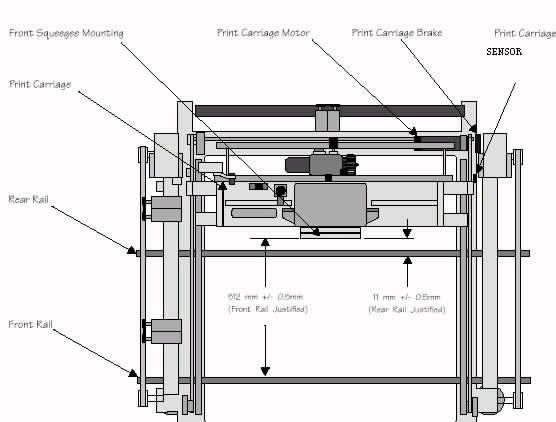 Front Squeegee Mounting
Print Carriage Motor
Print Carriage Brake
Print Carriage
SENSOR
Print Carriage
Rear Rail
512 mm +/- 0.5mm
(Front Rail Justified)
11 mm +/- 0.5mm
(Rear Rail Justified)
Front Rail